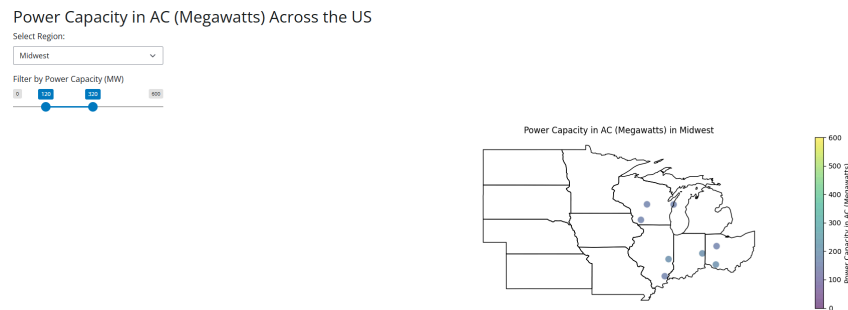 Power Capacity in AC (Megawatts) Across the US
Select Region:
Midwest
Filter by Power Capacity (MW)
0
120
320
600
Power Capacity in AC (Megawatts) in Midwest
600
500
400
300
200
100
0
Power Capacity in AC (Megawatts)